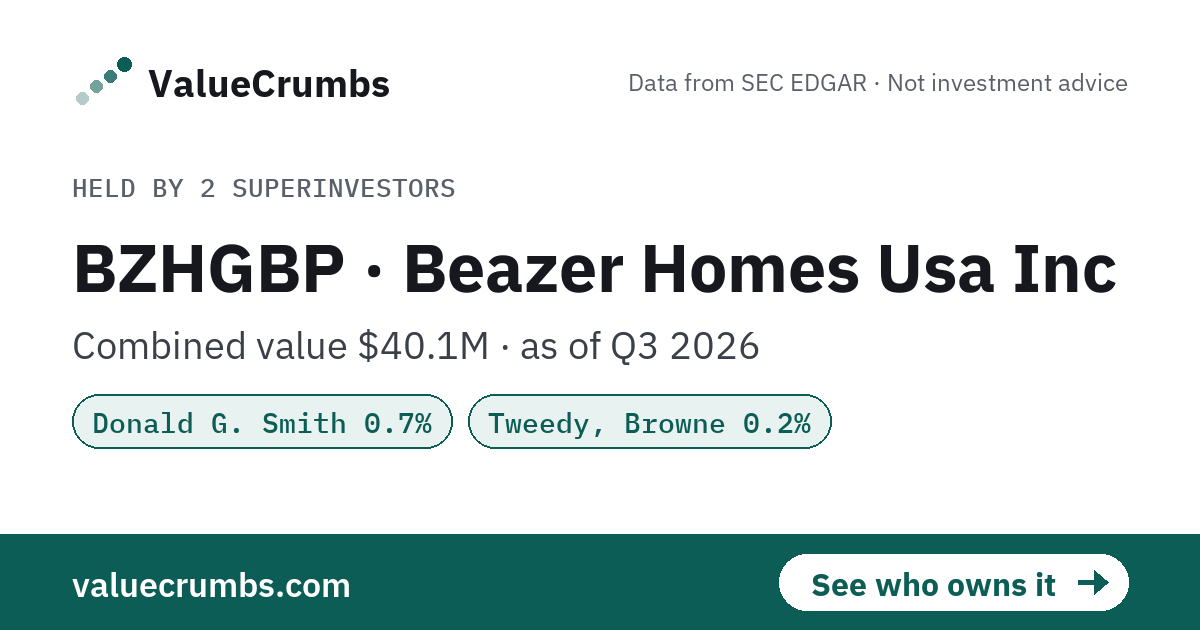 ValueCrumbs
Data from SEC EDGAR · Not investment advice
HELD BY 2 SUPERINVESTORS
BZHGBP · Beazer Homes Usa Inc
Combined value $40.1M · as of Q3 2026
Donald G. Smith 0.7%
Tweedy, Browne 0.2%
valuecrumbs.com
See who owns it